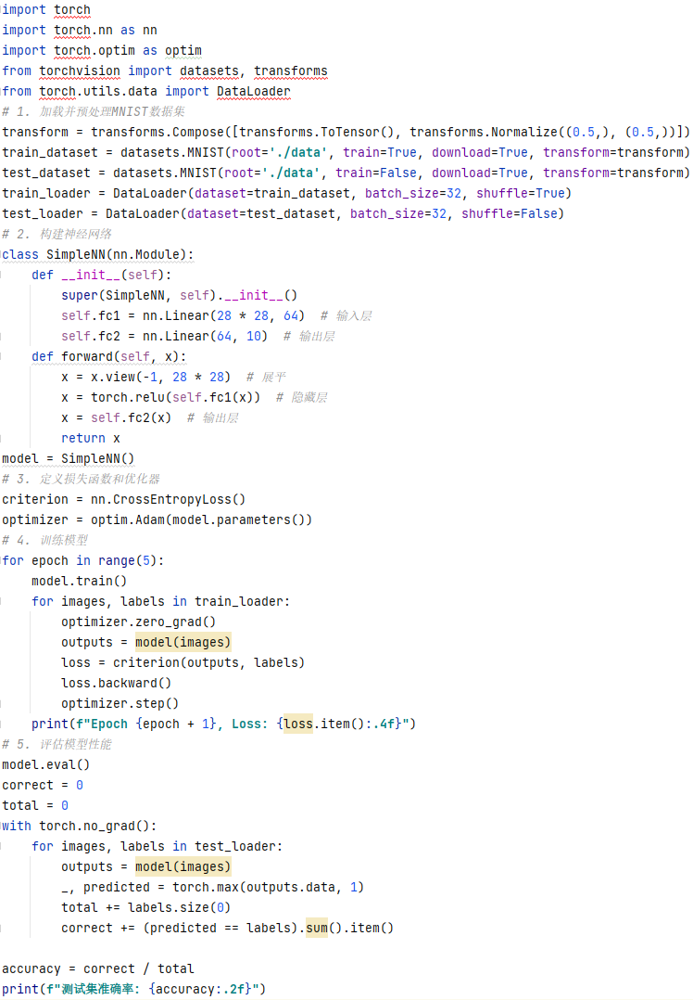 import torch
import torch.nn as nn
import torch.optim as optim
from torchvision import datasets, transforms
from torch.utils.data import DataLoader
# 1. 加载并预处理MNIST数据集
transform = transforms.Compose([transforms.ToTensor(), transforms.Normalize((0.5,), (0.5,))])
train_dataset = datasets.MNIST(root='./data', train=True, download=True, transform=transform)
test_dataset = datasets.MNIST(root='./data', train=False, download=True, transform=transform)
train_loader = DataLoader(dataset=train_dataset, batch_size=32, shuffle=True)
test_loader = DataLoader(dataset=test_dataset, batch_size=32, shuffle=False)
# 2. 构建神经网络
class SimpleNN(nn.Module):
    def __init__(self):
        super(SimpleNN, self).__init__()
        self.fc1 = nn.Linear(28 * 28, 64)  # 输入层
        self.fc2 = nn.Linear(64, 10)  # 输出层
    def forward(self, x):
        x = x.view(-1, 28 * 28)  # 展平
        x = torch.relu(self.fc1(x))  # 隐藏层
        x = self.fc2(x)  # 输出层
        return x
model = SimpleNN()
# 3. 定义损失函数和优化器
criterion = nn.CrossEntropyLoss()
optimizer = optim.Adam(model.parameters())
# 4. 训练模型
for epoch in range(5):
    model.train()
    for images, labels in train_loader:
        optimizer.zero_grad()
        outputs = model(images)
        loss = criterion(outputs, labels)
        loss.backward()
        optimizer.step()
    print(f"Epoch {epoch + 1}, Loss: {loss.item():.4f}")
# 5. 评估模型性能
model.eval()
correct = 0
total = 0
with torch.no_grad():
    for images, labels in test_loader:
        outputs = model(images)
        _, predicted = torch.max(outputs.data, 1)
        total += labels.size(0)
        correct += (predicted == labels).sum().item()

accuracy = correct / total
print(f"测试集准确率: {accuracy:.2f}")